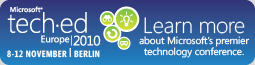 Microsoft®
tech·ed
Europe | 2010
8-12 NOVEMBER | BERLIN
Learn more
about Microsoft's premier
technology conference.